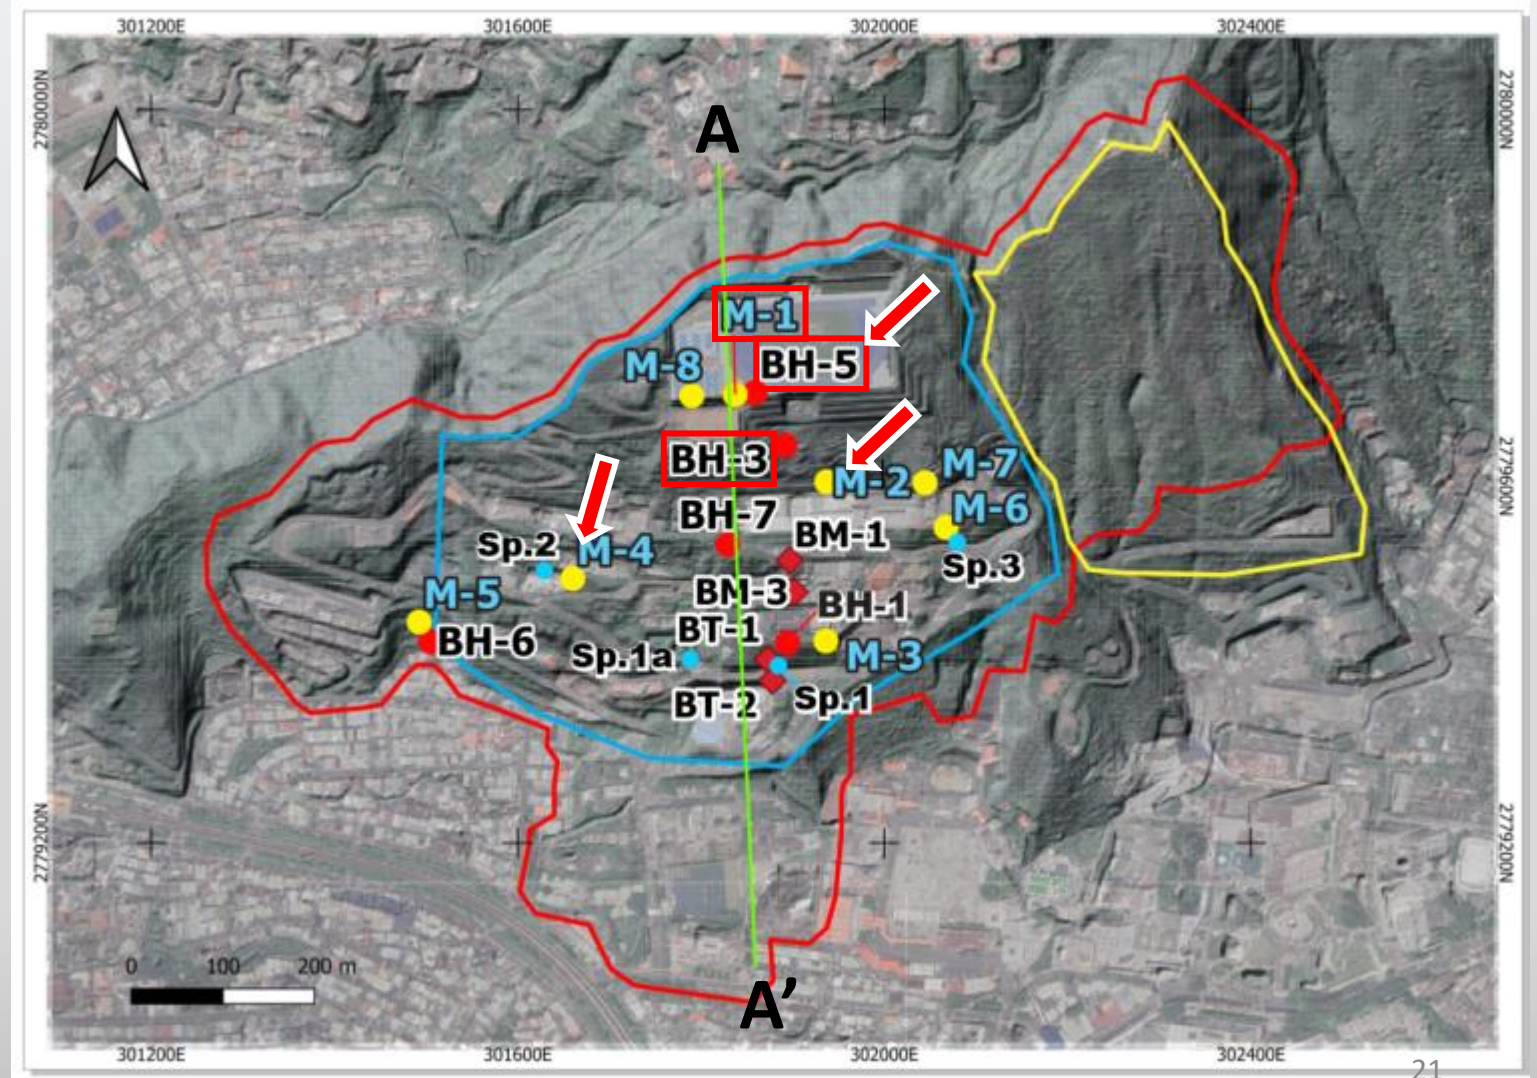 301200E 301600E 302000E 302400E
2780000N
2780000N
A
M-1
M-8
BH-5
BH-3
M-2
M-7
M-6
BH-7
BM-1
Sp.2
M-4
Sp.3
M-5
BM-3
BH-1
BT-1
BH-6
Sp.1a
M-3
BT-2
Sp.1
2779600N
2779200N
2779200N
0 100 200 m
A’
301200E 301600E 302000E 302400E
21